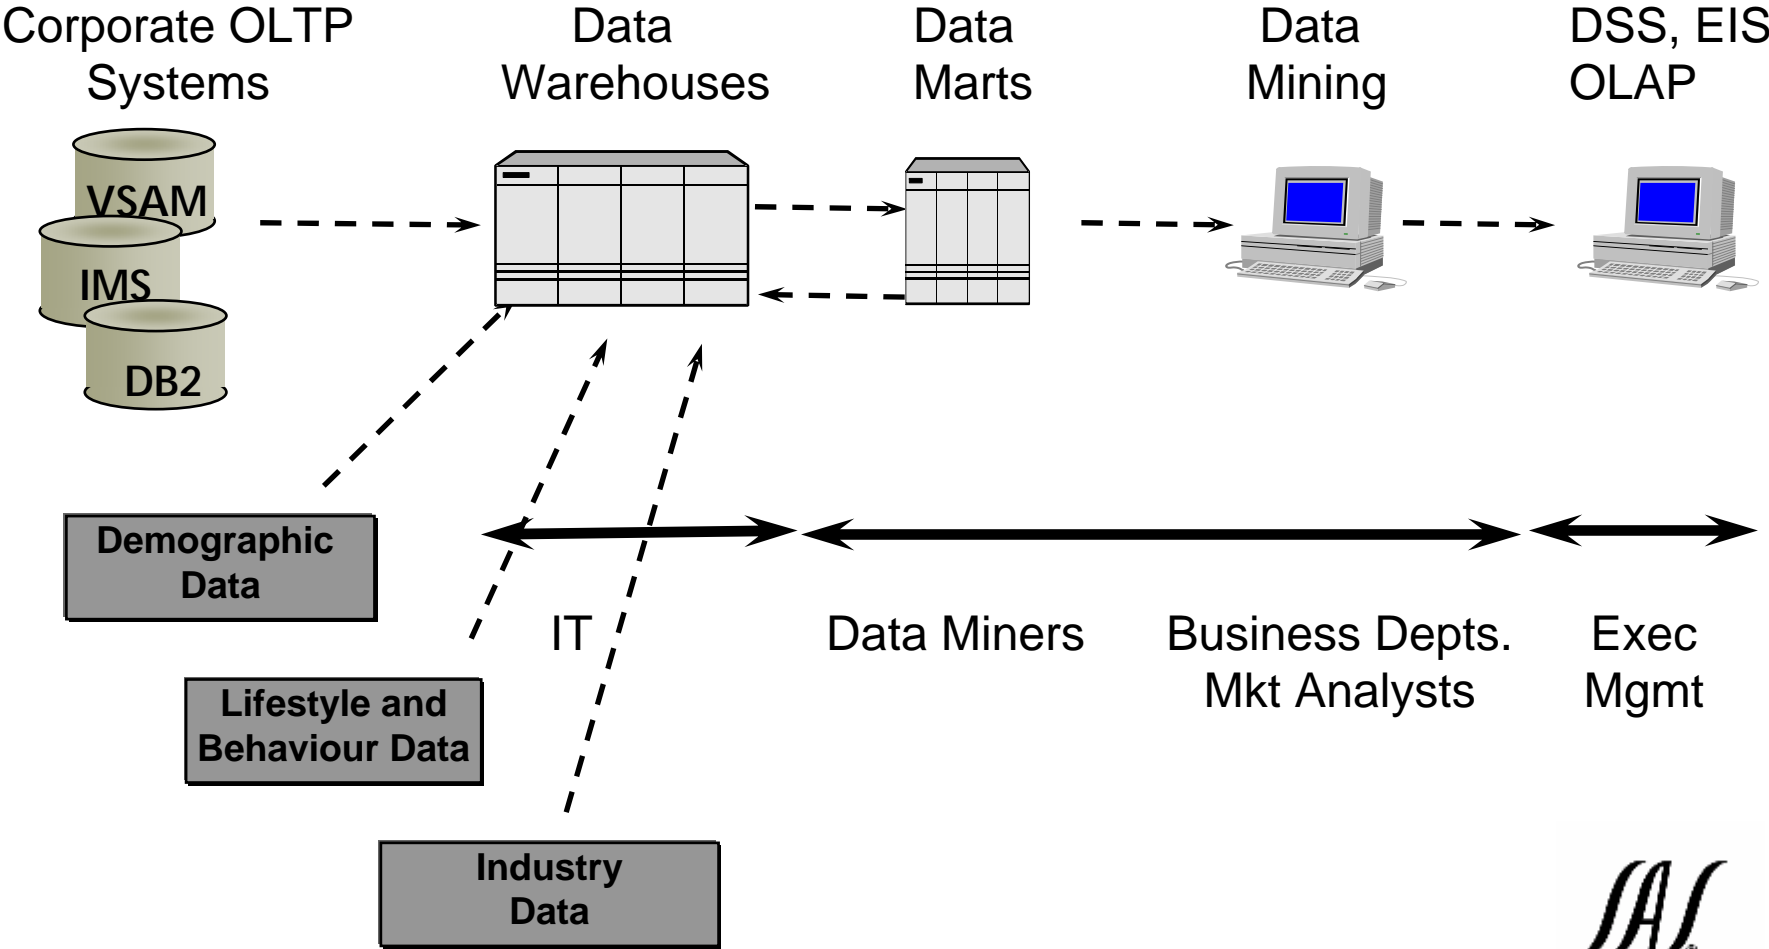 Corporate OLTP
Systems
Data
Warehouses
Data
Marts
Data
Mining
DSS, EIS
OLAP
VSAM
IMS
DB2
Demographic
Data
Lifestyle and
Behaviour Data
Industry
Data
IT
Data Miners
Business Depts.
Mkt Analysts
Exec
Mgmt
SAS